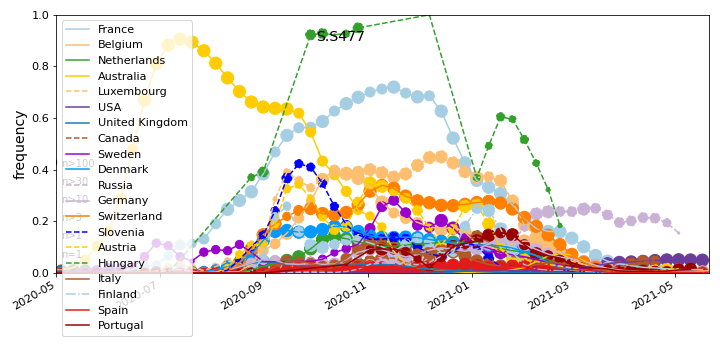 S:S477
frequency
1.0
0.8
0.6
0.4
0.2
0.0
France
Belgium
Netherlands
Australia
Luxembourg
USA
United Kingdom
Canada
Sweden
Denmark
Russia
Germany
Switzerland
Slovenia
Austria
Hungary
Italy
Finland
Spain
Portugal
n>100
n>30
n>10
2020-05
2020-07
2020-09
2020-11
2021-01
2021-03
2021-05